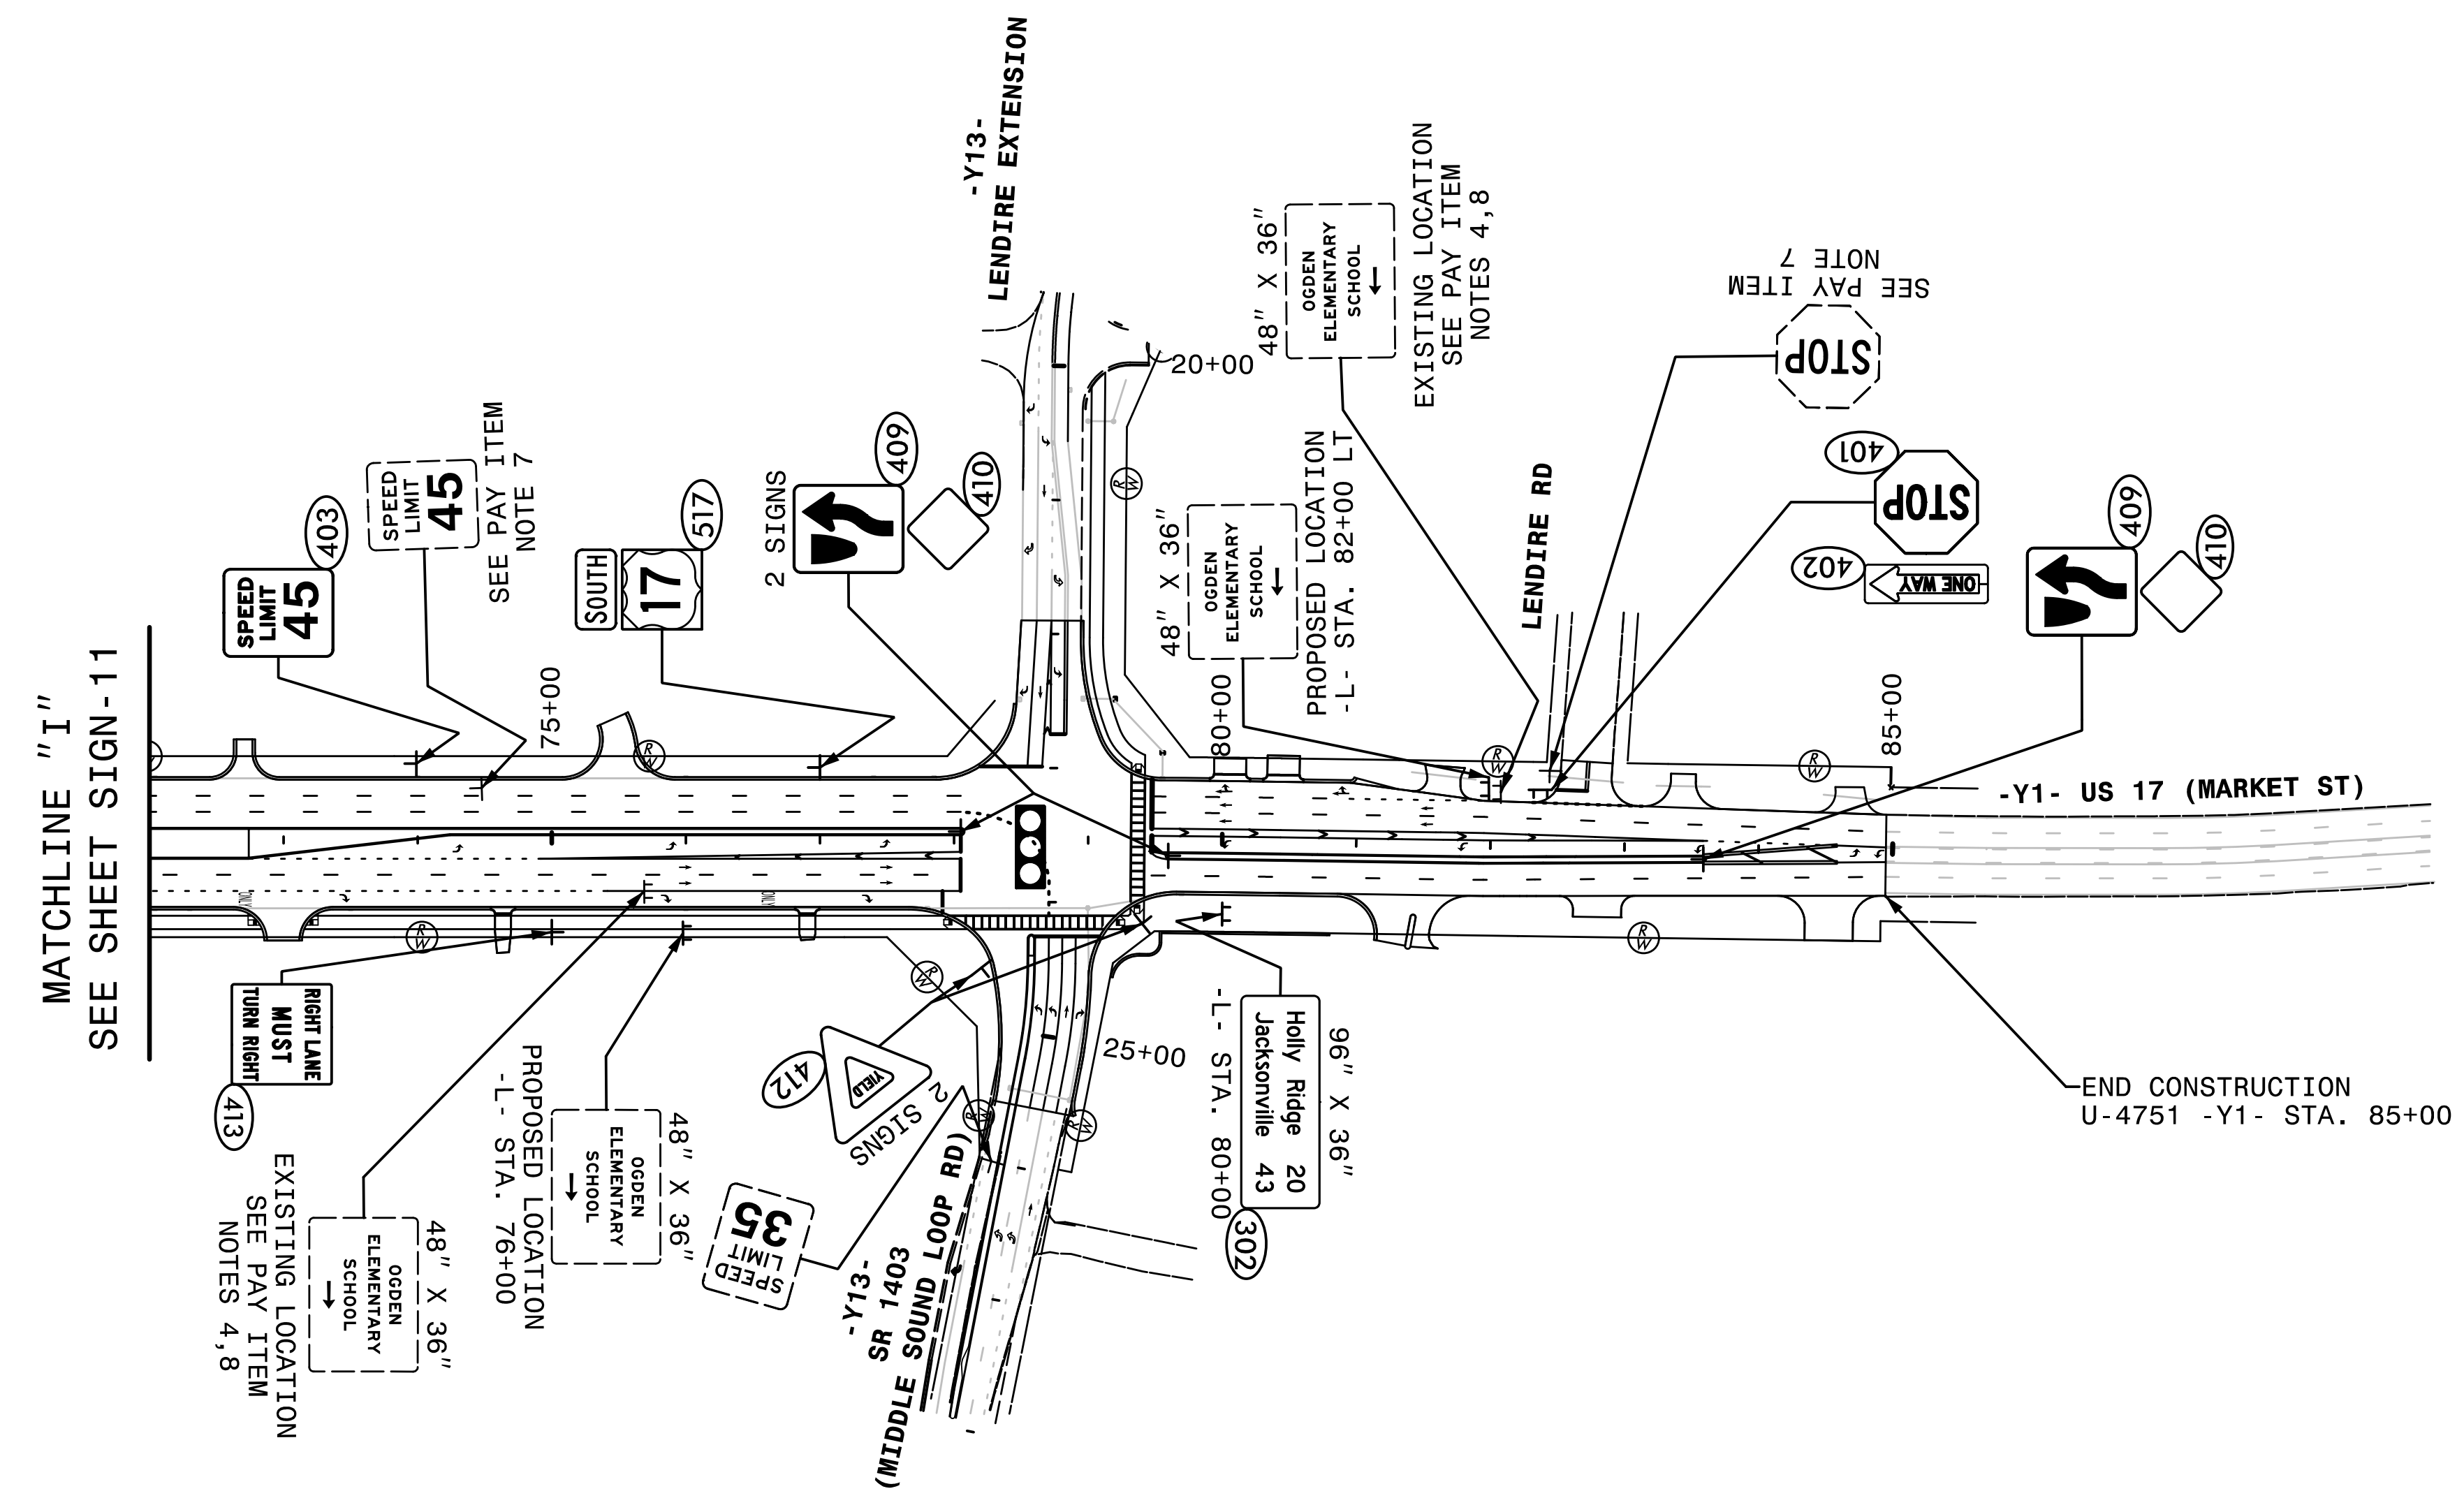 MATCHLINE "I"
SEE SHEET SIGN-11
403
SPEED
LIMIT
45
SPEED
LIMIT
45
SEE PAY ITEM
NOTE 7
75+00
SOUTH
17
517
2 SIGNS
409
410
-Y13-
LENDIRE EXTENSION
20+00
R/W
R/W
R/W
48" X 36"
OGDEN
ELEMENTARY
SCHOOL
←
EXISTING LOCATION
SEE PAY ITEM
NOTES 4,8
48" X 36"
OGDEN
ELEMENTARY
SCHOOL
←
PROPOSED LOCATION
-L- STA. 82+00 LT
80+00
LENDIRE RD
SEE PAY ITEM
NOTE 7
STOP
401
STOP
402
ONE WAY
409
410
85+00
R/W
R/W
-Y1- US 17 (MARKET ST)
ONLY
ONLY
R/W
R/W
R/W
RIGHT LANE
MUST
TURN RIGHT
413
48" X 36"
OGDEN
ELEMENTARY
SCHOOL
→
EXISTING LOCATION
SEE PAY ITEM
NOTES 4,8
48" X 36"
OGDEN
ELEMENTARY
SCHOOL
→
PROPOSED LOCATION
-L- STA. 76+00
412
YIELD
2 SIGNS
SPEED
LIMIT
35
R/W
R/W
-Y13-
SR 1403
(MIDDLE SOUND LOOP RD)
25+00
96" X 36"
Holly Ridge 20
Jacksonville 43
-L- STA. 80+00
302
END CONSTRUCTION
U-4751 -Y1- STA. 85+00